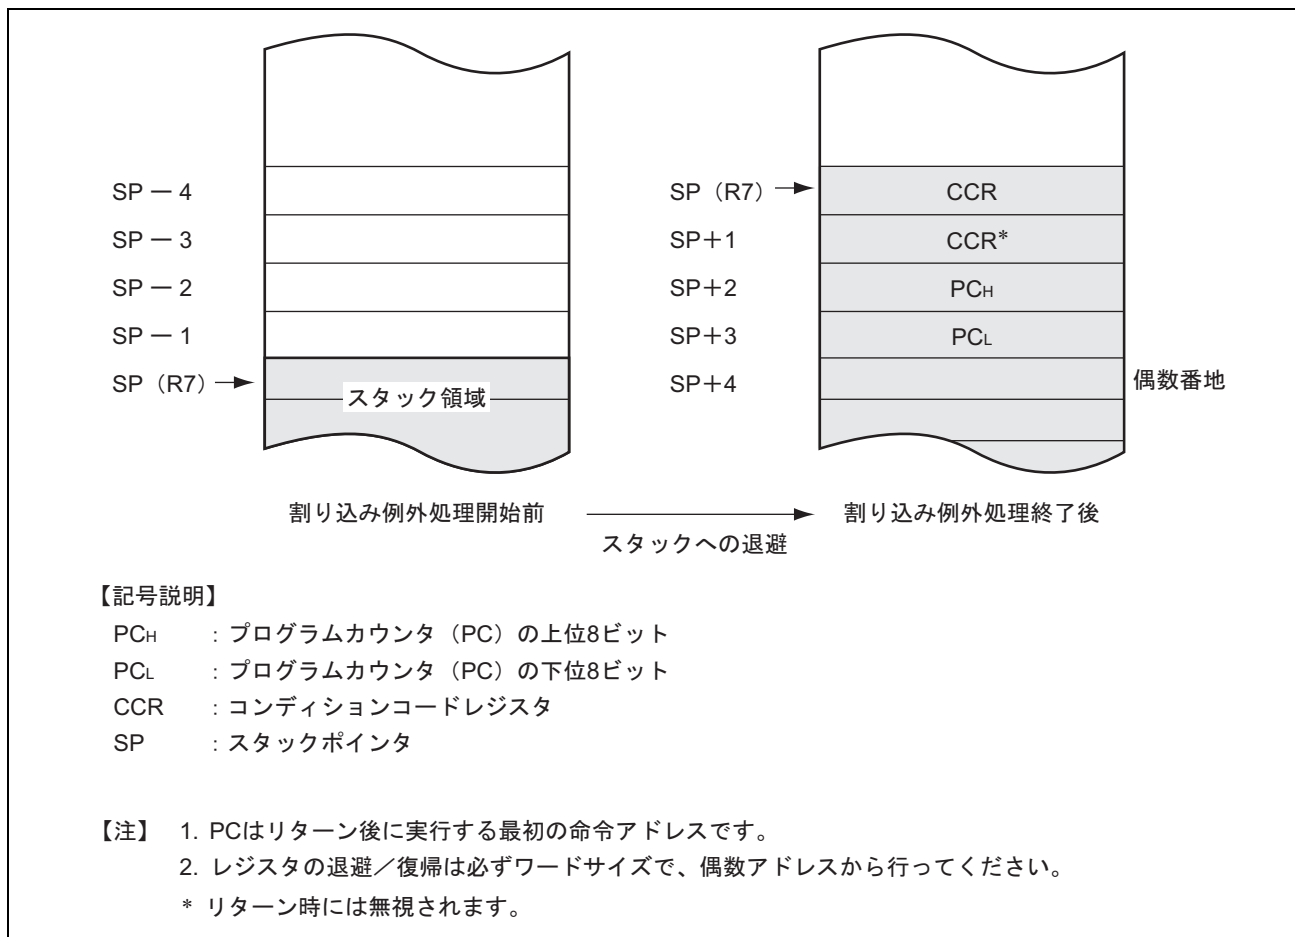 SP － 4
SP － 3
SP － 2
SP － 1
SP（R7）
スタック領域
SP（R7）
CCR
SP＋1
CCR*
SP＋2
PCH
SP＋3
PCL
SP＋4
偶数番地
割り込み例外処理開始前
スタックへの退避
割り込み例外処理終了後
【記号説明】
PCH ：プログラムカウンタ（PC）の上位8ビット
PCL ：プログラムカウンタ（PC）の下位8ビット
CCR ：コンディションコードレジスタ
SP ：スタックポインタ
【注】 1. PCはリターン後に実行する最初の命令アドレスです。
2. レジスタの退避／復帰は必ずワードサイズで、偶数アドレスから行ってください。
* リターン時には無視されます。